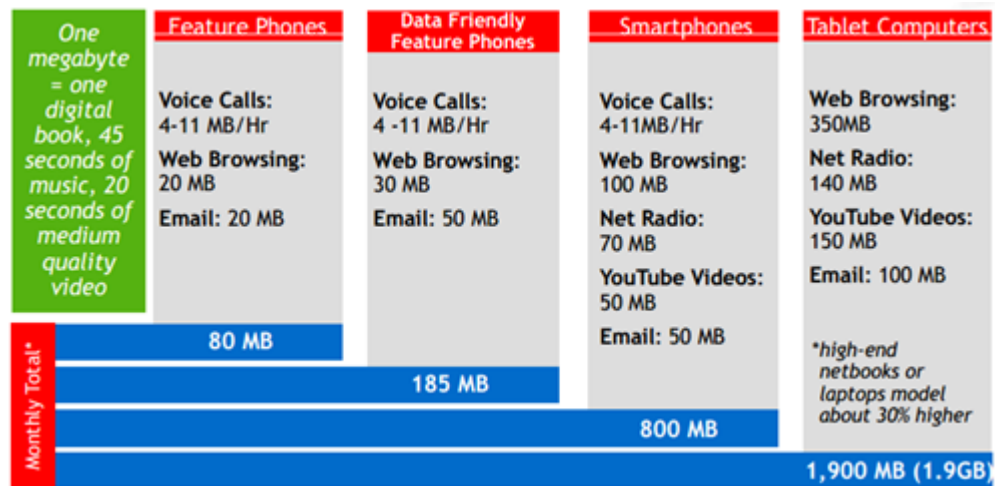 One
megabyte
= one
digital
book, 45
seconds of
music, 20
seconds of
medium
quality
video
Feature Phones
Voice Calls:
4-11 MB/Hr
Web Browsing:
20 MB
Email: 20 MB
Data Friendly
Feature Phones
Voice Calls:
4 -11 MB/Hr
Web Browsing:
30 MB
Email: 50 MB
Smartphones
Voice Calls:
4-11MB/Hr
Web Browsing:
100 MB
Net Radio:
70 MB
YouTube Videos:
50 MB
Email: 50 MB
Tablet Computers
Web Browsing:
350MB
Net Radio:
140 MB
YouTube Videos:
150 MB
Email: 100 MB
*high-end
netbooks or
laptops model
about 30% higher
Monthly Total*
80 MB
185 MB
800 MB
1,900 MB (1.9GB)